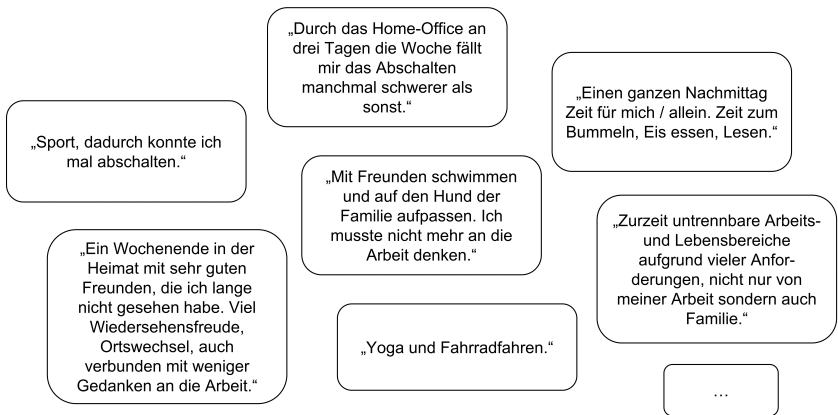 „Durch das Home-Office an
drei Tagen die Woche fällt
mir das Abschalten
manchmal schwerer als
sonst.“
„Einen ganzen Nachmittag
Zeit für mich / allein. Zeit zum
Bummeln, Eis essen, Lesen.“
„Sport, dadurch konnte ich
mal abschalten.“
„Mit Freunden schwimmen
und auf den Hund der
Familie aufpassen. Ich
musste nicht mehr an die
Arbeit denken.“
„Zurzeit untrennbare Arbeits-
und Lebensbereiche
aufgrund vieler Anfor-
derungen, nicht nur von
meiner Arbeit sondern auch
Familie.“
„Ein Wochenende in der
Heimat mit sehr guten
Freunden, die ich lange
nicht gesehen habe. Viel
Wiedersehensfreude,
Ortswechsel, auch
verbunden mit weniger
Gedanken an die Arbeit.“
„Yoga und Fahrradfahren.“
…